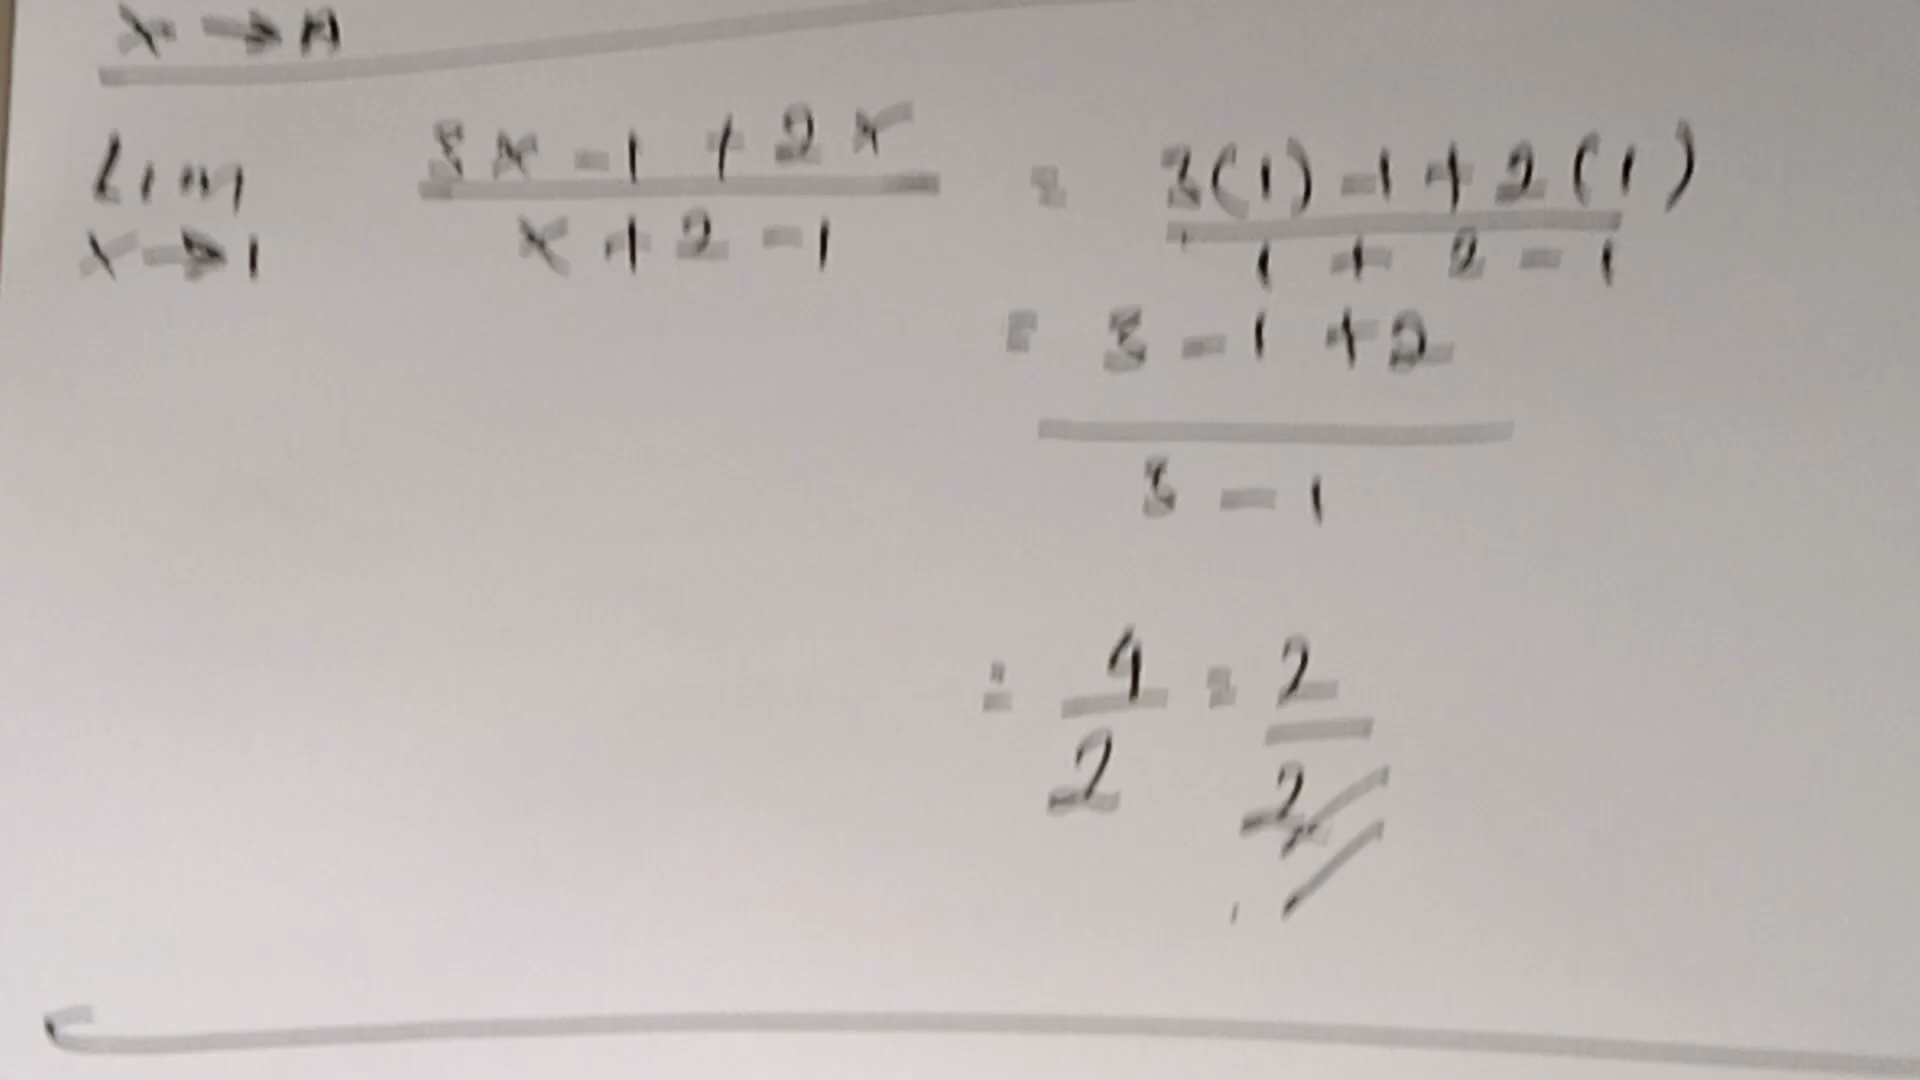 x → a
Lim 3x - 1 + 2x = 3(1) - 1 + 2(1)
x → 1 x + 2 - 1 1 + 2 - 1
= 3 - 1 + 2
3 - 1
= 4 = 2
2 2